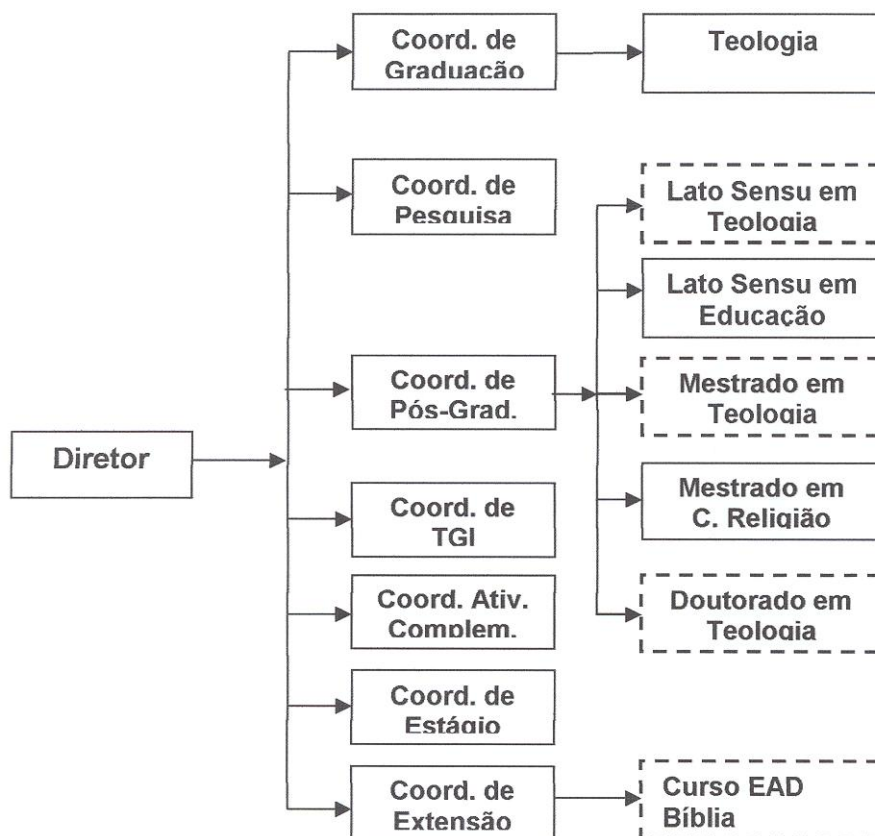 Coord. de
Graduação
Teologia
Coord. de
Pesquisa
Lato Sensu em
Teologia
Lato Sensu em
Educação
Coord. de
Pós-Grad.
Mestrado em
Teologia
Diretor
Coord. de
TGI
Mestrado em
C. Religião
Coord. Ativ.
Complem.
Doutorado em
Teologia
Coord. de
Estágio
Coord. de
Extensão
Curso EAD
Bíblia